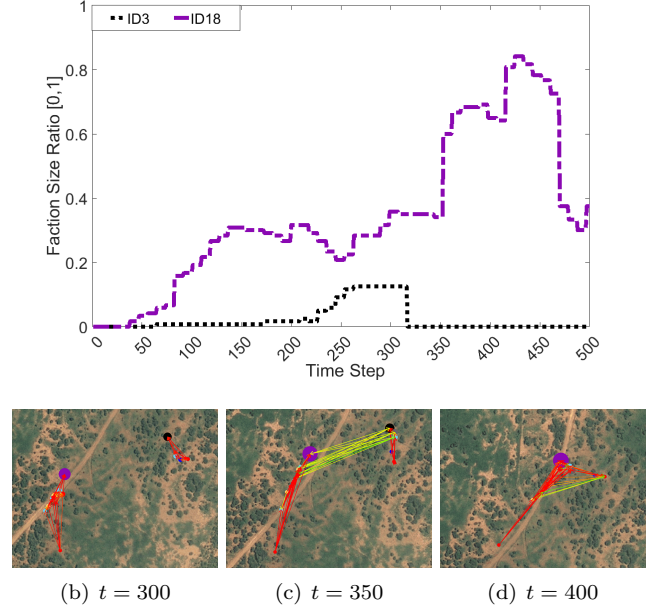 ID3 ID18
1
0.8
0.6
0.4
0.2
0
Faction Size Ratio [0,1]
0 50 100 150 200 250 300 350 400 450 500
Time Step
(b) t = 300 (c) t = 350 (d) t = 400